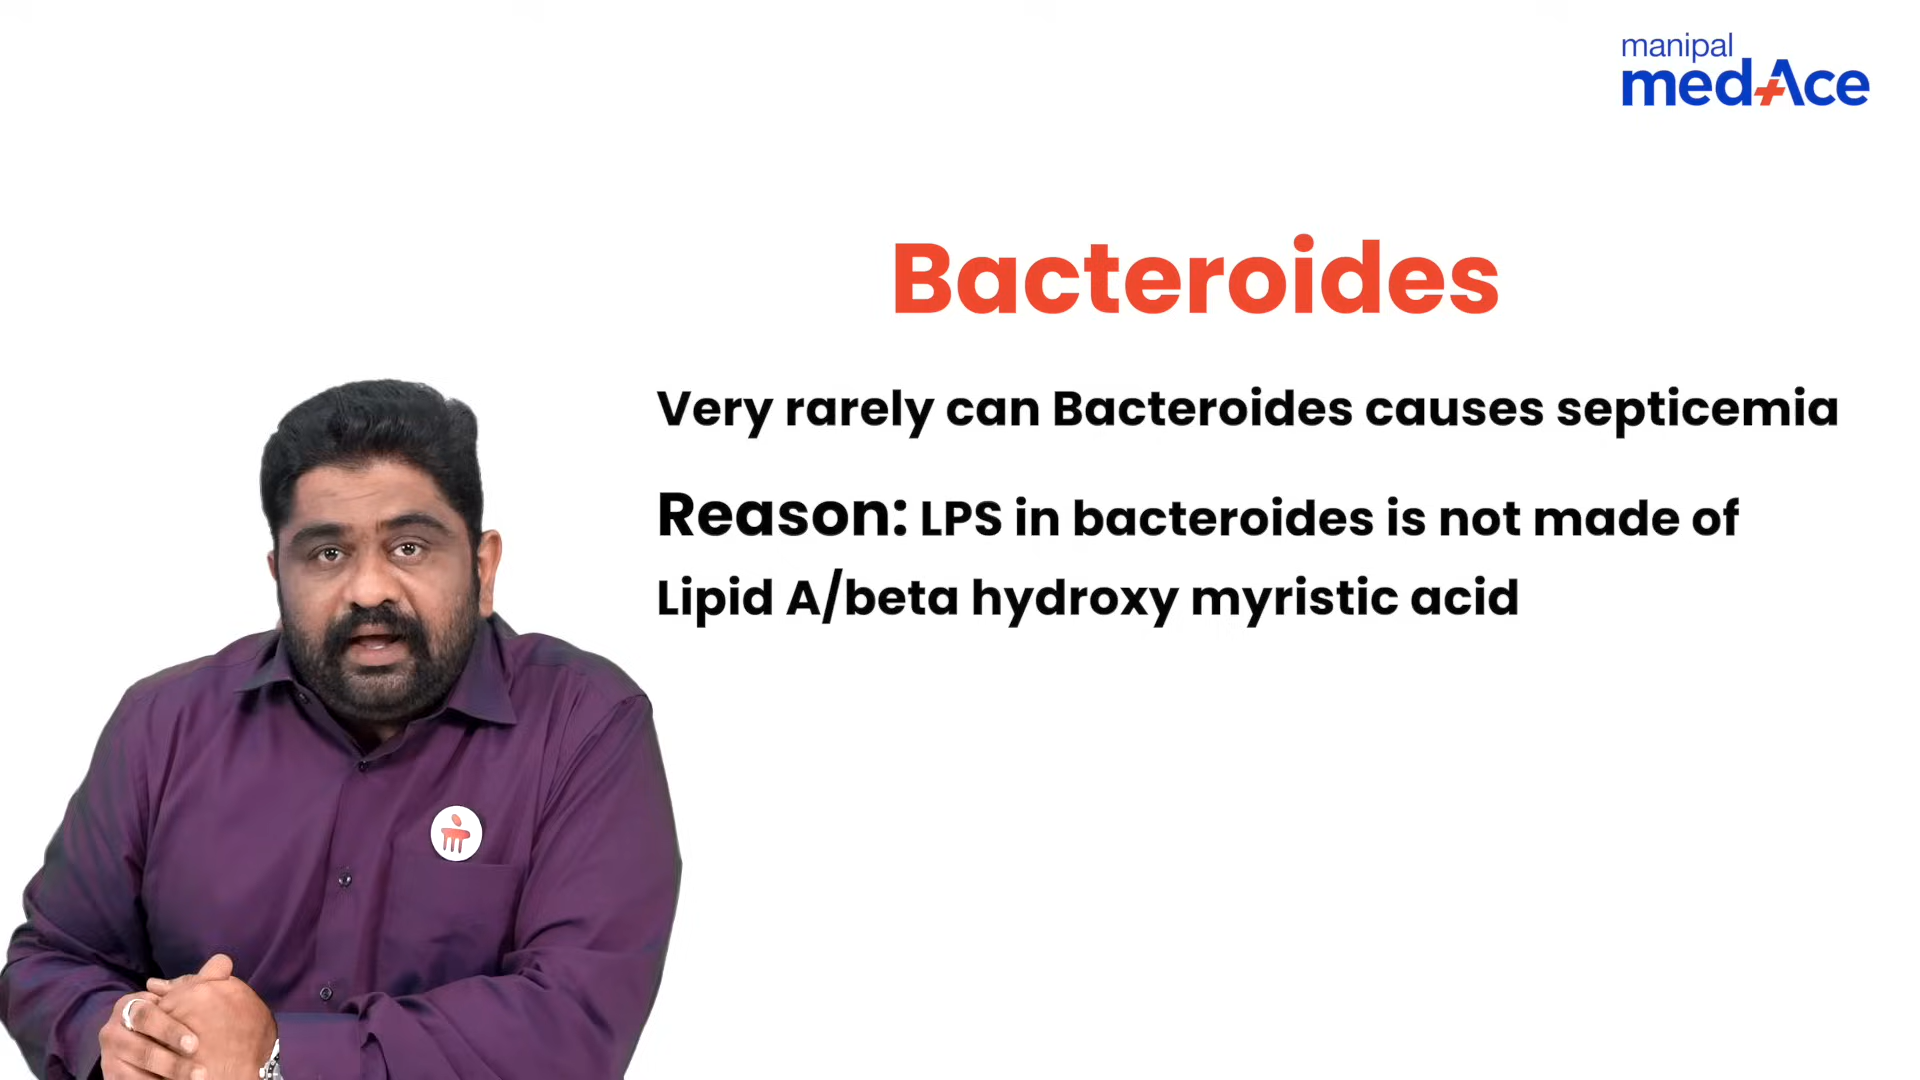 manipal
medAce
Bacteroides
Very rarely can Bacteroides causes septicemia
Reason: LPS in bacteroides is not made of
Lipid A/beta hydroxy myristic acid